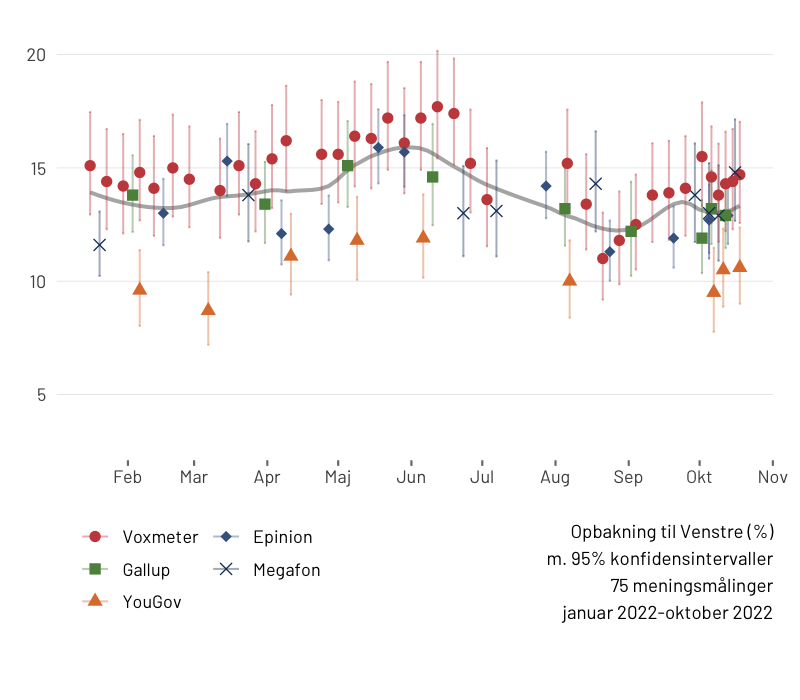 20
15
10
5
Feb Mar Apr Maj Jun Jul Aug Sep Okt Nov
Voxmeter Epinion
Gallup Megafon
YouGov
Opbakning til Venstre (%)
m. 95% konfidensintervaller
75 meningsmålinger
januar 2022-oktober 2022